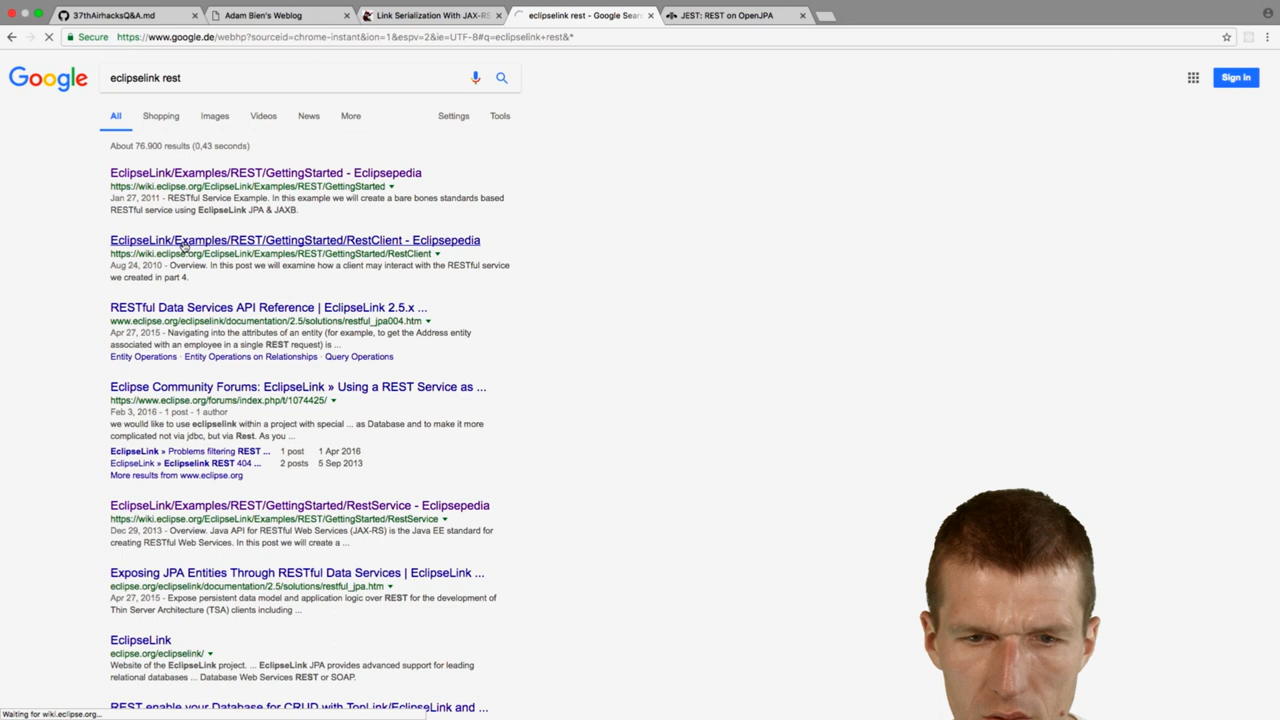 37thAirhacksQ&A.md
Adam Bien's Weblog
Link Serialization With JAX-RS
eclipselink rest - Google Sear
JEST: REST on OpenJPA
Secure
https://www.google.de/webhp?sourceid=chrome-instant&ion=1&espv=2&ie=UTF-8#q=eclipselink+rest&*
Google
eclipselink rest
Sign in
All
Shopping
Images
Videos
News
More
Settings
Tools
About 76.900 results (0,43 seconds)
EclipseLink/Examples/REST/GettingStarted - Eclipsepedia
https://wiki.eclipse.org/EclipseLink/Examples/REST/GettingStarted
Jan 27, 2011 - RESTful Service Example. In this example we will create a bare bones standards based
RESTful service using EclipseLink JPA & JAXB.
EclipseLink/Examples/REST/GettingStarted/RestClient - Eclipsepedia
https://wiki.eclipse.org/EclipseLink/Examples/REST/GettingStarted/RestClient
Aug 24, 2010 - Overview. In this post we will examine how a client may interact with the RESTful service
we created in part 4.
RESTful Data Services API Reference | EclipseLink 2.5.x ...
www.eclipse.org/eclipselink/documentation/2.5/solutions/restful_jpa004.htm
Apr 27, 2015 - Navigating into the attributes of an entity (for example, to get the Address entity
associated with an employee in a single REST request) is ...
Entity Operations · Entity Operations on Relationships · Query Operations
Eclipse Community Forums: EclipseLink » Using a REST Service as ...
https://www.eclipse.org/forums/index.php/t/1074425/
Feb 3, 2016 - 1 post - 1 author
we would like to use eclipselink within a project with special ... as Database and to make it more
complicated not via jdbc, but via Rest. As you ...
EclipseLink » Problems filtering REST ... 1 post 1 Apr 2016
EclipseLink » Eclipselink REST 404 ... 2 posts 5 Sep 2013
More results from www.eclipse.org
EclipseLink/Examples/REST/GettingStarted/RestService - Eclipsepedia
https://wiki.eclipse.org/EclipseLink/Examples/REST/GettingStarted/RestService
Dec 29, 2013 - Overview. Java API for RESTful Web Services (JAX-RS) is the Java EE standard for
creating RESTful Web Services. In this post we will create a ...
Exposing JPA Entities Through RESTful Data Services | EclipseLink ...
eclipse.org/eclipselink/documentation/2.5/solutions/restful_jpa.htm
Apr 27, 2015 - Expose persistent data model and application logic over REST for the development of
Thin Server Architecture (TSA) clients including ...
EclipseLink
eclipse.org/eclipselink/
Website of the EclipseLink project. ... EclipseLink JPA provides advanced support for leading
relational databases ... Database Web Services REST or SOAP.
REST enable your Database for CRUD with TopLink/EclipseLink and ...
Waiting for wiki.eclipse.org...